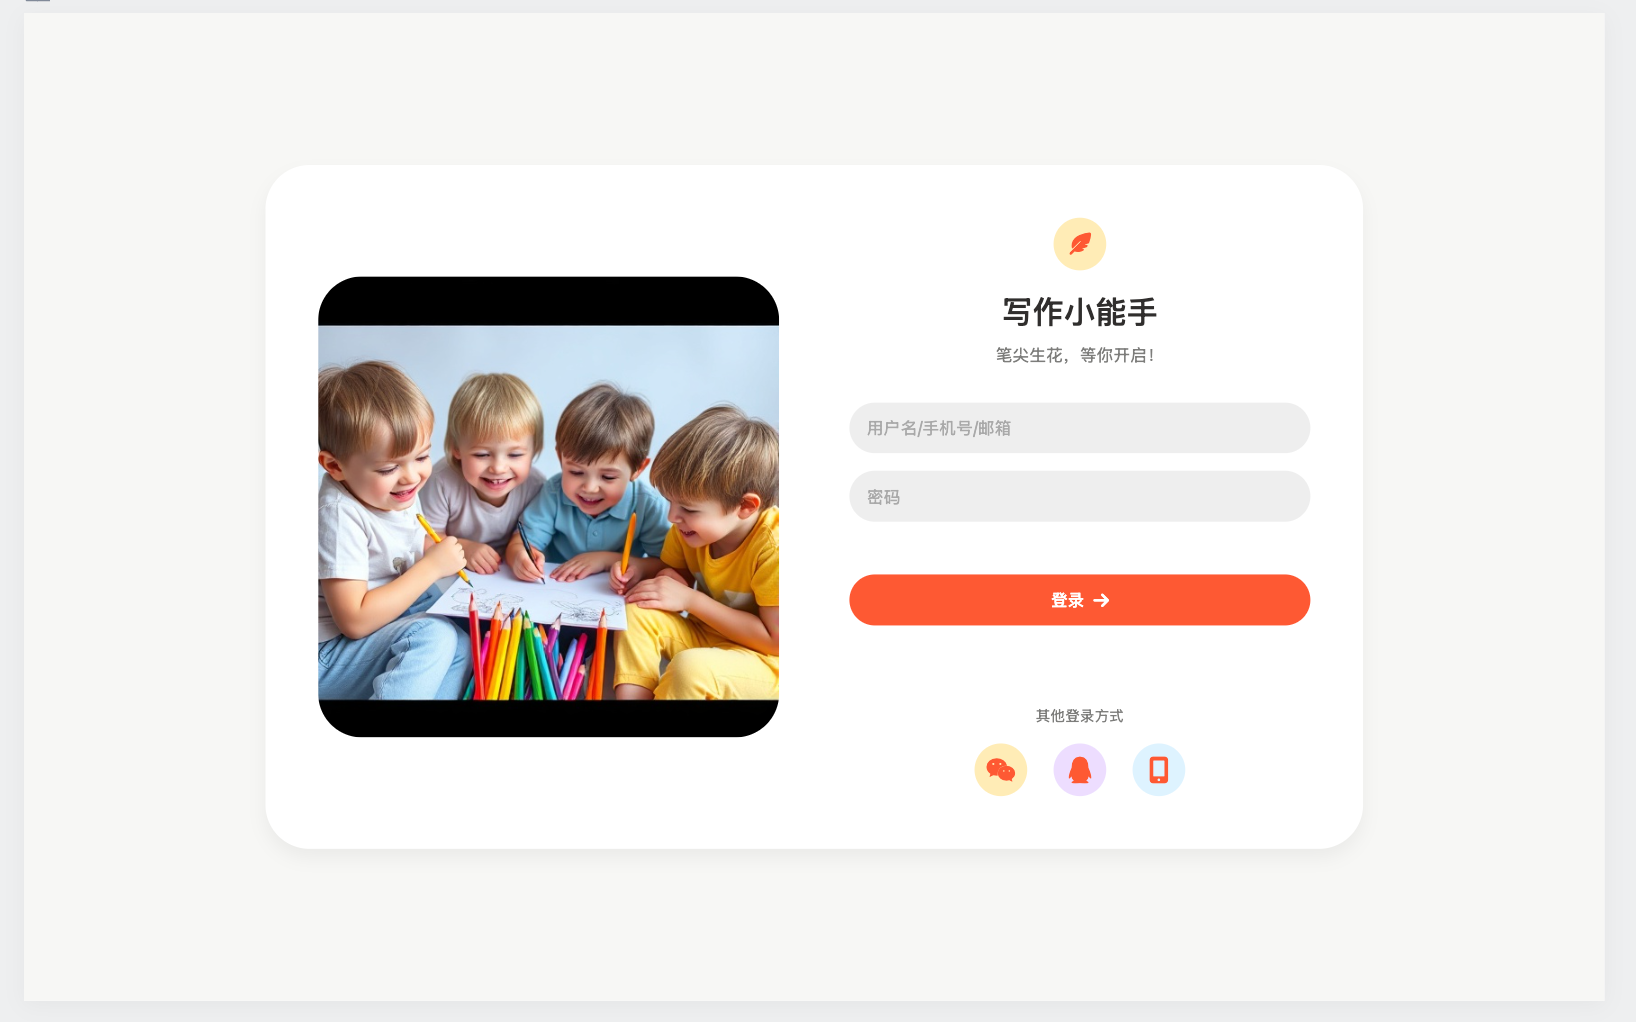 写作小能手
笔尖生花，等你开启！
用户名/手机号/邮箱
密码
登录
其他登录方式